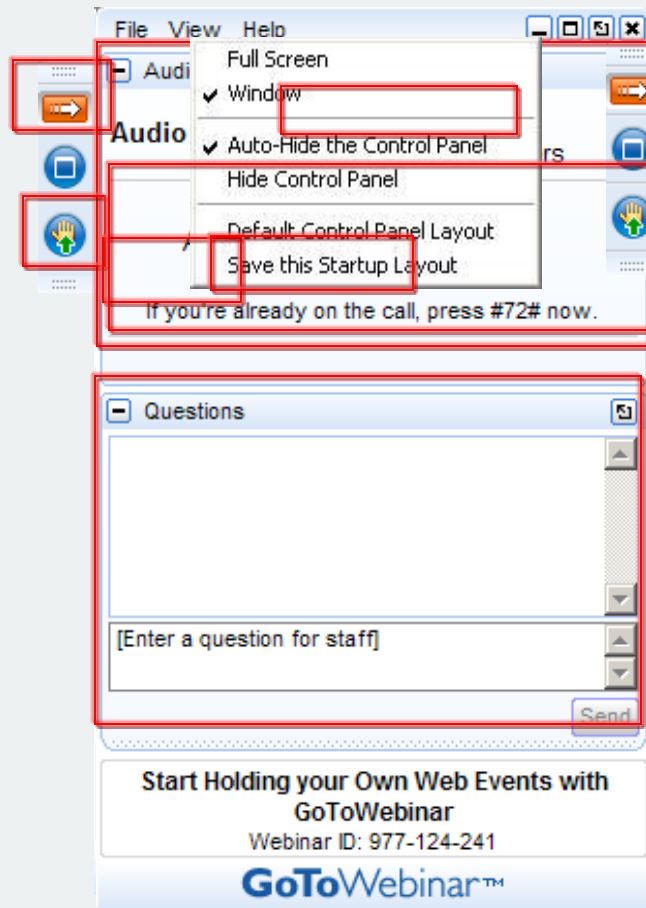 File View Help
Audi
Full Screen
Window
Audio
Auto-Hide the Control Panel
rs
Hide Control Panel
Default Control Panel Layout
Save this Startup Layout
If you're already on the call, press #72# now.
Questions
[Enter a question for staff]
Send
Start Holding your Own Web Events with
GoToWebinar
Webinar ID: 977-124-241
GoToWebinar™